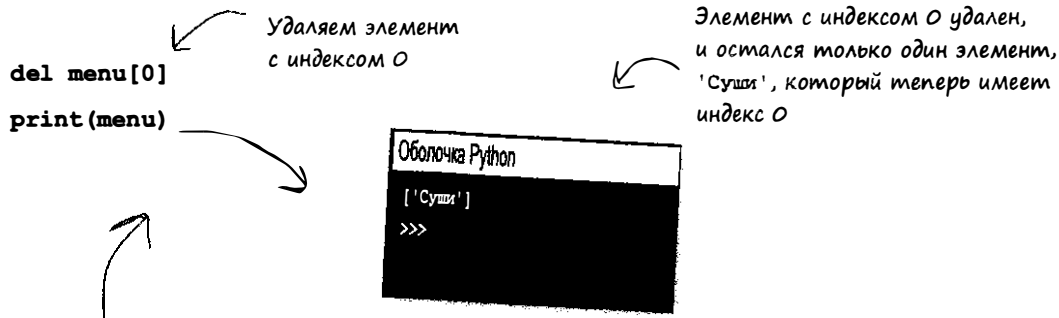 Удаляем элемент
с индексом 0
del menu[0]
print(menu)
Элемент с индексом 0 удален,
и остался только один элемент,
'Суши', который теперь имеет
индекс 0
Оболочка Python
['Суши']
>>>